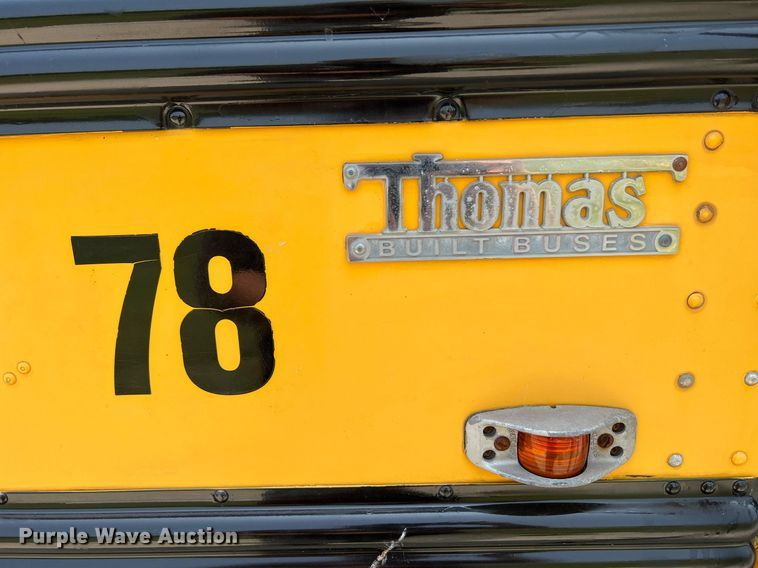 Thomas
BUILT BUSES
78
Purple Wave Auction